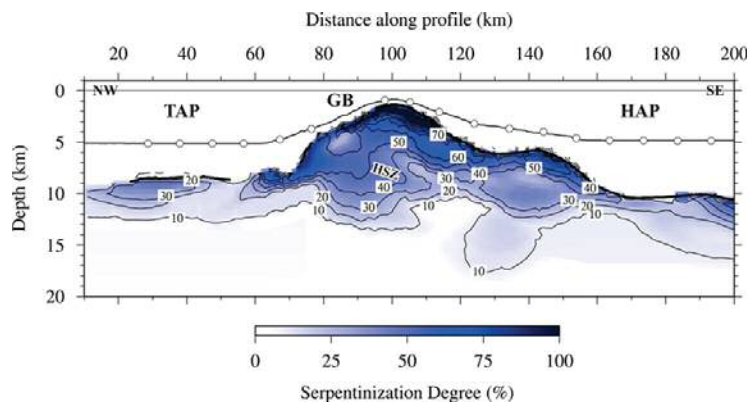 Distance along profile (km)
20 40 60 80 100 120 140 160 180 200
0 NW GB SE
TAP HAP
5
10
15
20
Depth (km)
20 30 10
50 70 60 50 40
HSZ 40 30 20 40
20 30 10 10 30 20 10
10
0 25 50 75 100
Serpentinization Degree (%)